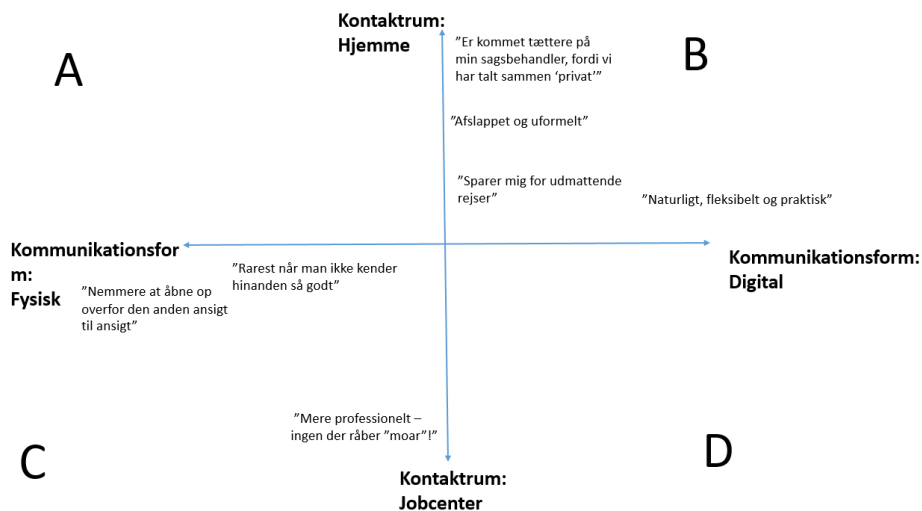 Kontaktrum:
Hjemme
A
B
”Er kommet tættere på
min sagsbehandler, fordi vi
har talt sammen ‘privat’”
”Afslappet og uformelt”
”Sparer mig for udmattende
rejser”
”Naturligt, fleksibelt og praktisk”
Kommunikationsfor
m:
Fysisk
Kommunikationsform:
Digital
”Rarest når man ikke kender
hinanden så godt”
”Nemmere at åbne op
overfor den anden ansigt
til ansigt”
”Mere professionelt –
ingen der råber ”moar”!”
C
D
Kontaktrum:
Jobcenter